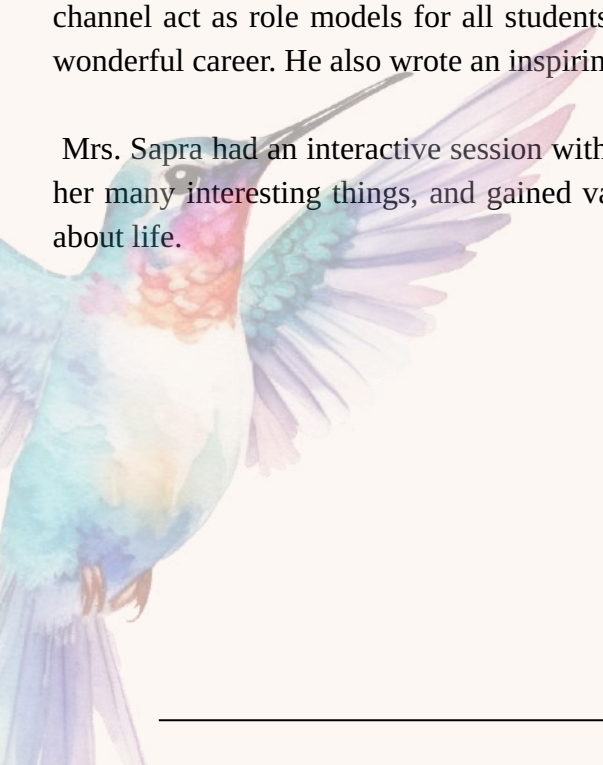 channel act as role models for all students
wonderful career. He also wrote an inspirin
Mrs. Sapra had an interactive session with
her many interesting things, and gained va
about life.